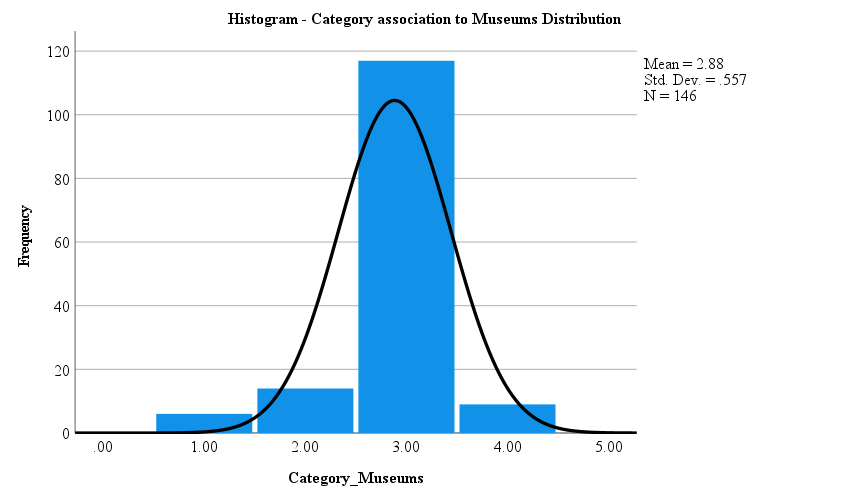 Histogram - Category association to Museums Distribution
120
100
80
60
40
20
0
Frequency
.00 1.00 2.00 3.00 4.00 5.00
Category_Museums
Mean = 2.88
Std. Dev. = .557
N = 146